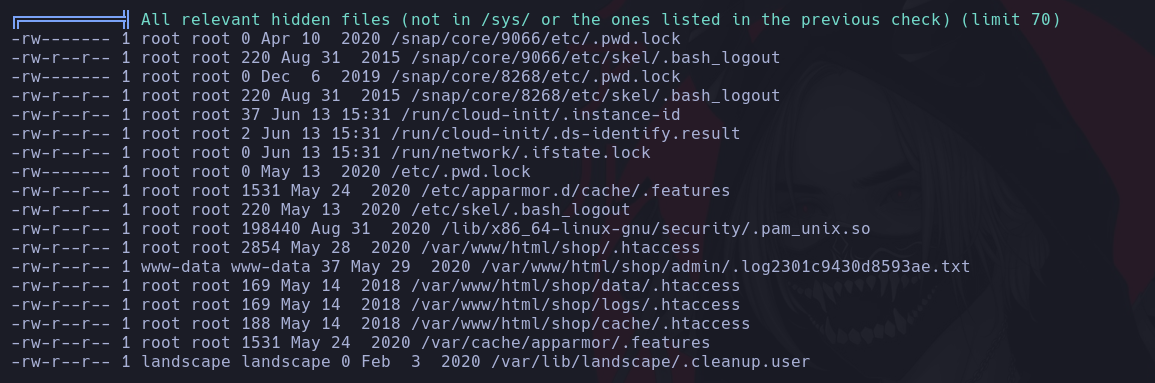 ╔══════════╣ All relevant hidden files (not in /sys/ or the ones listed in the previous check) (limit 70)
-rw------- 1 root root 0 Apr 10  2020 /snap/core/9066/etc/.pwd.lock
-rw-r--r-- 1 root root 220 Aug 31  2015 /snap/core/9066/etc/skel/.bash_logout
-rw------- 1 root root 0 Dec  6  2019 /snap/core/8268/etc/.pwd.lock
-rw-r--r-- 1 root root 220 Aug 31  2015 /snap/core/8268/etc/skel/.bash_logout
-rw-r--r-- 1 root root 37 Jun 13 15:31 /run/cloud-init/.instance-id
-rw-r--r-- 1 root root 2 Jun 13 15:31 /run/cloud-init/.ds-identify.result
-rw-r--r-- 1 root root 0 Jun 13 15:31 /run/network/.ifstate.lock
-rw------- 1 root root 0 May 13  2020 /etc/.pwd.lock
-rw-r--r-- 1 root root 1531 May 24  2020 /etc/apparmor.d/cache/.features
-rw-r--r-- 1 root root 220 May 13  2020 /etc/skel/.bash_logout
-rw-r--r-- 1 root root 198440 Aug 31  2020 /lib/x86_64-linux-gnu/security/.pam_unix.so
-rw-r--r-- 1 root root 2854 May 28  2020 /var/www/html/shop/.htaccess
-rw-r--r-- 1 www-data www-data 37 May 29  2020 /var/www/html/shop/admin/.log2301c9430d8593ae.txt
-rw-r--r-- 1 root root 169 May 14  2018 /var/www/html/shop/data/.htaccess
-rw-r--r-- 1 root root 169 May 14  2018 /var/www/html/shop/logs/.htaccess
-rw-r--r-- 1 root root 188 May 14  2018 /var/www/html/shop/cache/.htaccess
-rw-r--r-- 1 root root 1531 May 24  2020 /var/cache/apparmor/.features
-rw-r--r-- 1 landscape landscape 0 Feb  3  2020 /var/lib/landscape/.cleanup.user